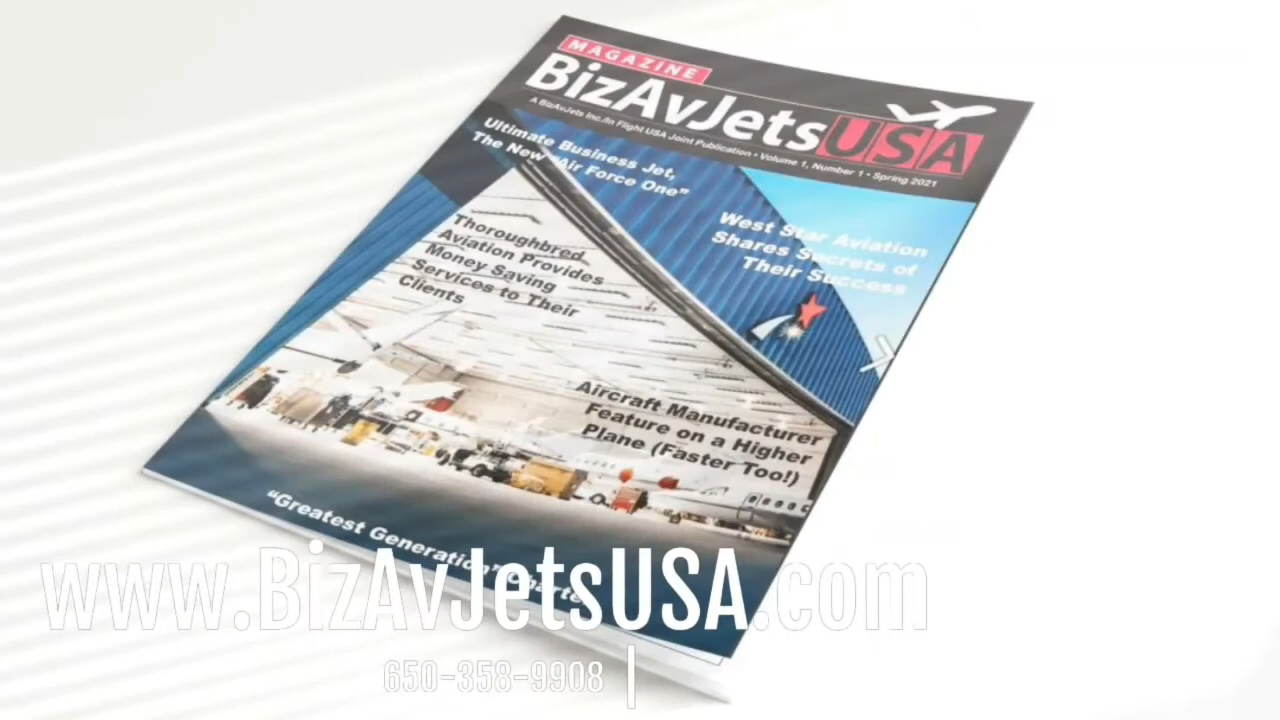 MAGAZINE
BizAvJetsUSA
A BizAvJets Inc./In Flight USA Joint Publication • Volume 1, Number 1 • Spring 2021
Ultimate Business Jet,
The New "Air Force One"
West Star Aviation
Shares Secrets of
Their Success
Thoroughbred
Aviation Provides
Money Saving
Services to Their
Clients
Aircraft Manufacturer
Feature on a Higher
Plane (Faster Too!)
"Greatest Generation"
www.BizAvJetsUSA.com
650-358-9908